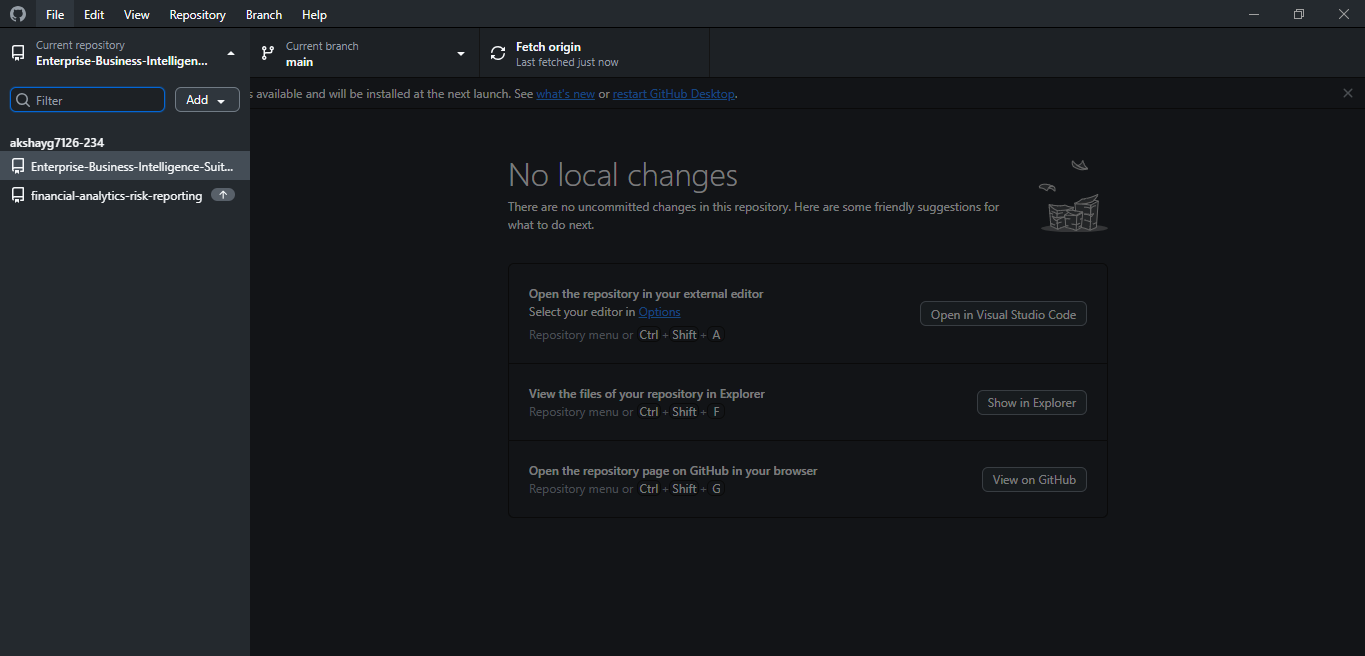 File Edit View Repository Branch Help
Current repository
Enterprise-Business-Intelligen...
Current branch
main
Fetch origin
Last fetched just now
Filter
Add
s available and will be installed at the next launch. See what's new or restart GitHub Desktop.
akshayg7126-234
Enterprise-Business-Intelligence-Suit...
financial-analytics-risk-reporting
No local changes
There are no uncommitted changes in this repository. Here are some friendly suggestions for
what to do next.
Open the repository in your external editor
Select your editor in Options
Repository menu or Ctrl + Shift + A
Open in Visual Studio Code
View the files of your repository in Explorer
Repository menu or Ctrl + Shift + F
Show in Explorer
Open the repository page on GitHub in your browser
Repository menu or Ctrl + Shift + G
View on GitHub